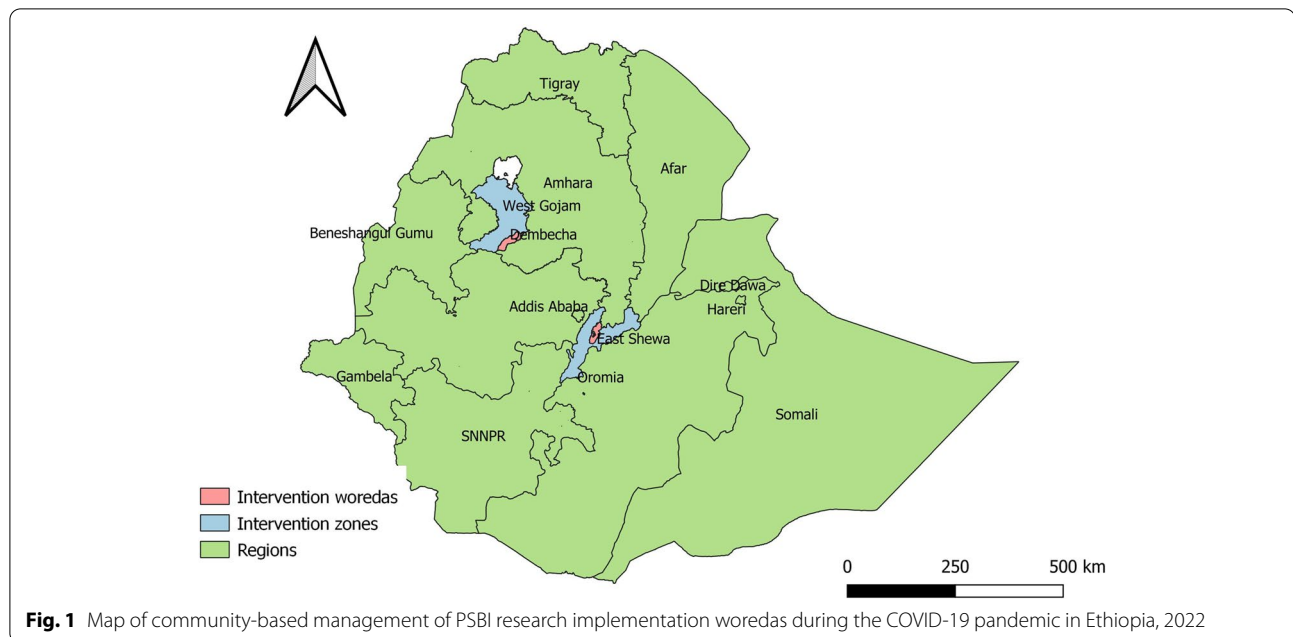 Tigray
Afar
Amhara
West Gojam
Beneshangul Gumu
Dembecha
Dire Dawa
Addis Ababa
Hareri
East Shewa
Gambela
Oromia
Somali
SNNPR
Intervention woredas
Intervention zones
Regions
0 250 500 km
Fig. 1 Map of community-based management of PSBI research implementation woredas during the COVID-19 pandemic in Ethiopia, 2022